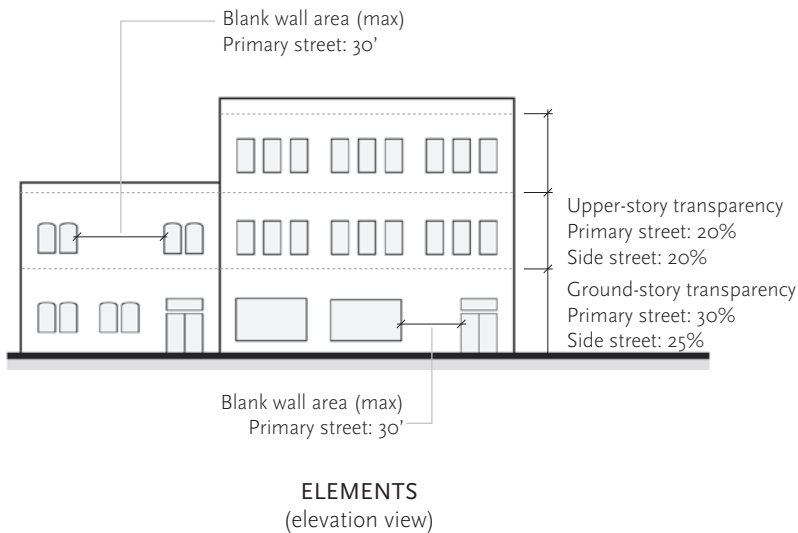 Blank wall area (max)
Primary street: 30’
Upper-story transparency
Primary street: 20%
Side street: 20%
Ground-story transparency
Primary street: 30%
Side street: 25%
Blank wall area (max)
Primary street: 30’
ELEMENTS
(elevation view)